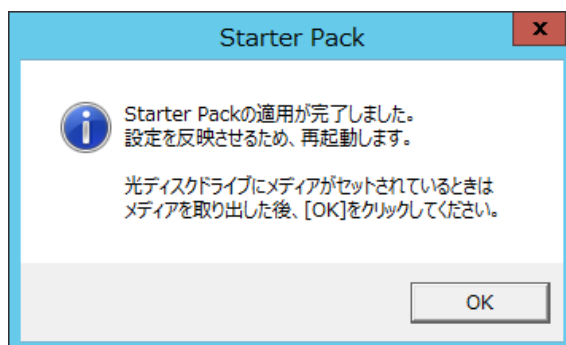 Starter Pack
x
Starter Packの適用が完了しました。
設定を反映させるため、再起動します。
光ディスクドライブにメディアがセットされているときは
メディアを取り出した後、[OK]をクリックしてください。
OK